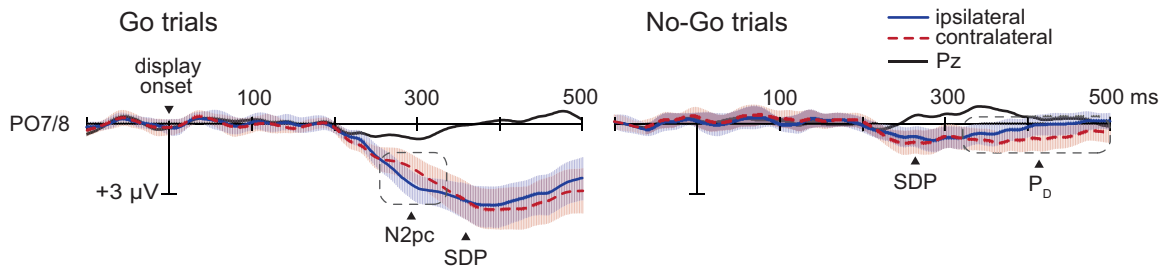 Go trials
No-Go trials
ipsilateral
contralateral
Pz
display
onset
100
300
500
100
300
500 ms
PO7/8
+3 µV
N2pc
SDP
SDP
PD